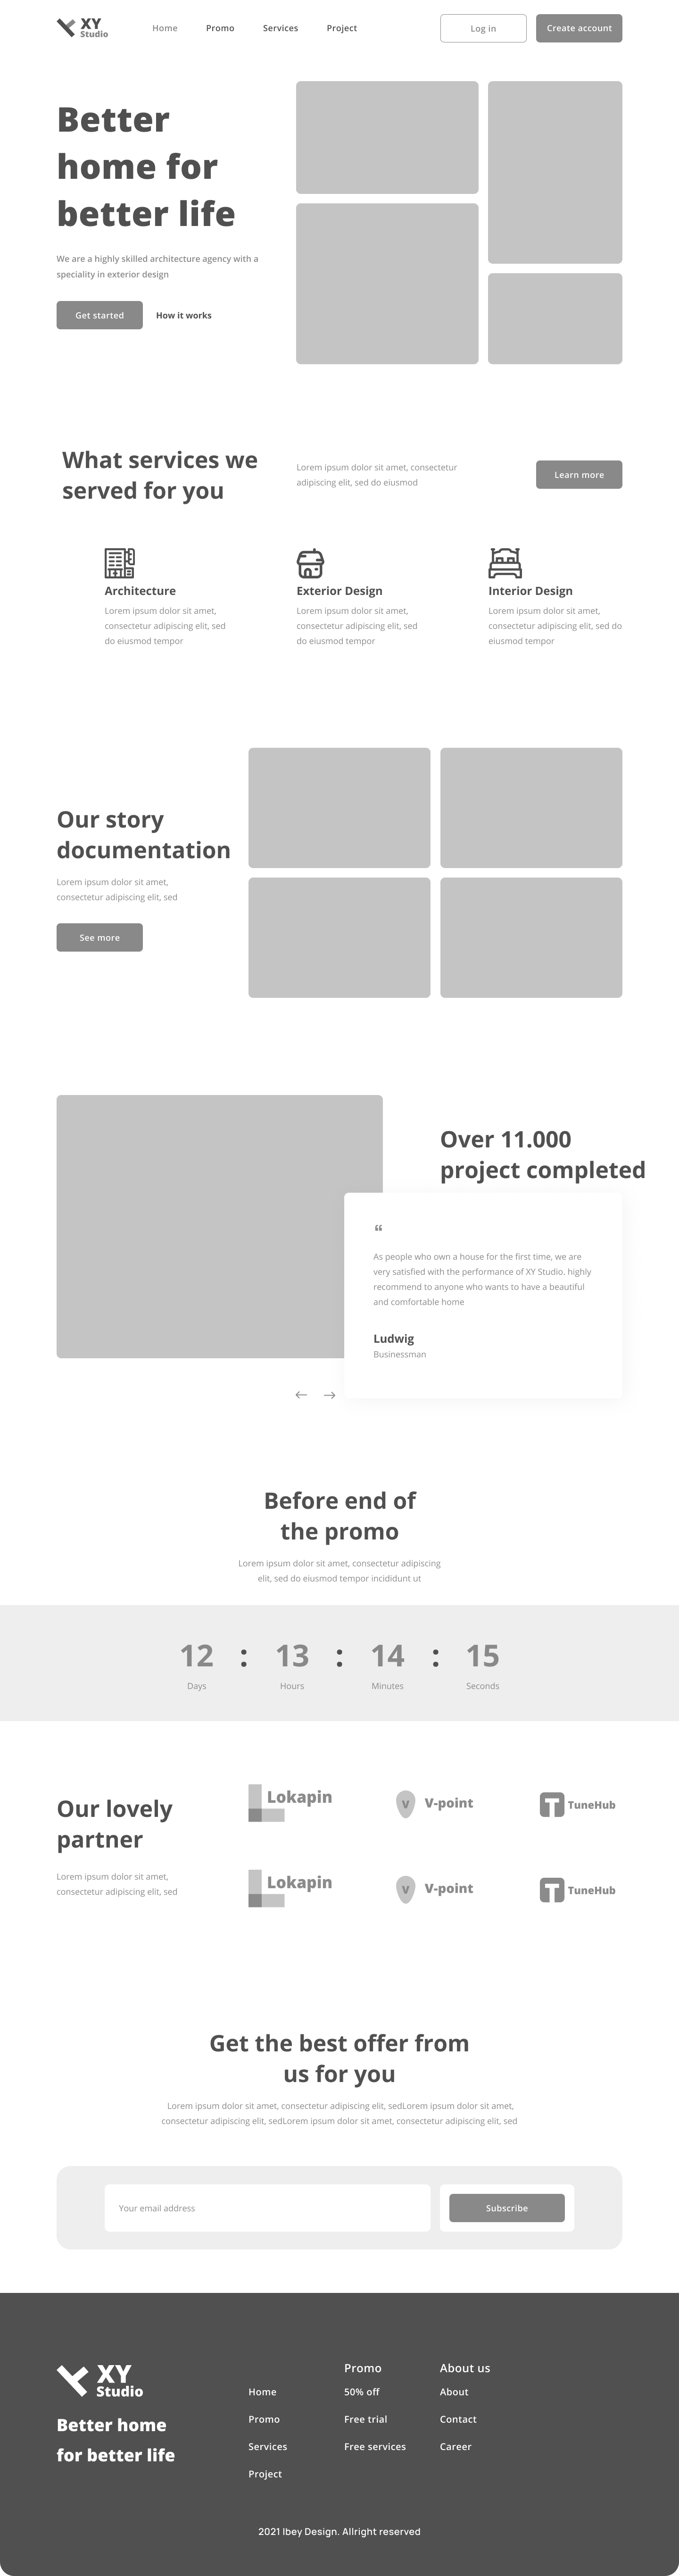 XY
Studio
Home
Promo
Services
Project
Log in
Create account
Better
home for
better life
We are a highly skilled architecture agency with a
speciality in exterior design
Get started
How it works
What services we
served for you
Lorem ipsum dolor sit amet, consectetur
adipiscing elit, sed do eiusmod
Learn more
Architecture
Lorem ipsum dolor sit amet,
consectetur adipiscing elit, sed
do eiusmod tempor
Exterior Design
Lorem ipsum dolor sit amet,
consectetur adipiscing elit, sed
do eiusmod tempor
Interior Design
Lorem ipsum dolor sit amet,
consectetur adipiscing elit, sed do
eiusmod tempor
Our story
documentation
Lorem ipsum dolor sit amet,
consectetur adipiscing elit, sed
See more
Over 11.000
project completed
“
As people who own a house for the first time, we are
very satisfied with the performance of XY Studio. highly
recommend to anyone who wants to have a beautiful
and comfortable home
Ludwig
Businessman
Before end of
the promo
Lorem ipsum dolor sit amet, consectetur adipiscing
elit, sed do eiusmod tempor incididunt ut
12 : 13 : 14 : 15
Days Hours Minutes Seconds
Our lovely
partner
Lorem ipsum dolor sit amet,
consectetur adipiscing elit, sed
Lokapin
V V-point
T TuneHub
Lokapin
V V-point
T TuneHub
Get the best offer from
us for you
Lorem ipsum dolor sit amet, consectetur adipiscing elit, sedLorem ipsum dolor sit amet,
consectetur adipiscing elit, sedLorem ipsum dolor sit amet, consectetur adipiscing elit, sed
Your email address
Subscribe
XY
Studio
Better home
for better life
Home
Promo
Services
Project
Promo
50% off
Free trial
Free services
About us
About
Contact
Career
2021 Ibey Design. Allright reserved